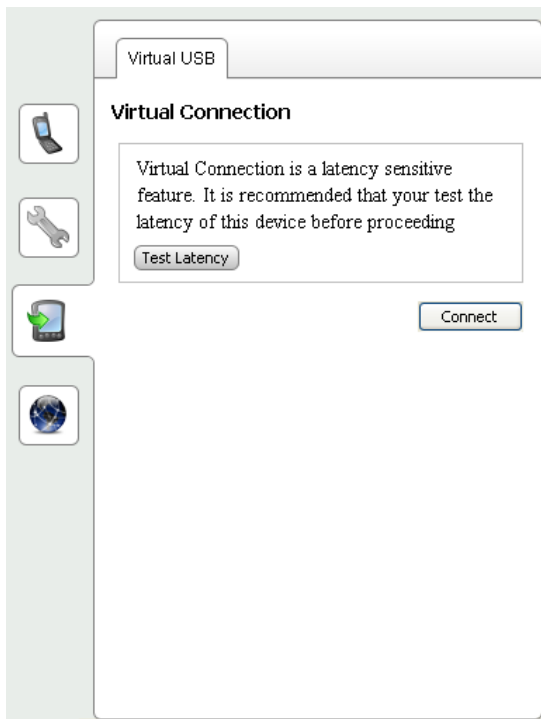 Virtual USB
Virtual Connection
Virtual Connection is a latency sensitive
feature. It is recommended that your test the
latency of this device before proceeding
Test Latency
Connect